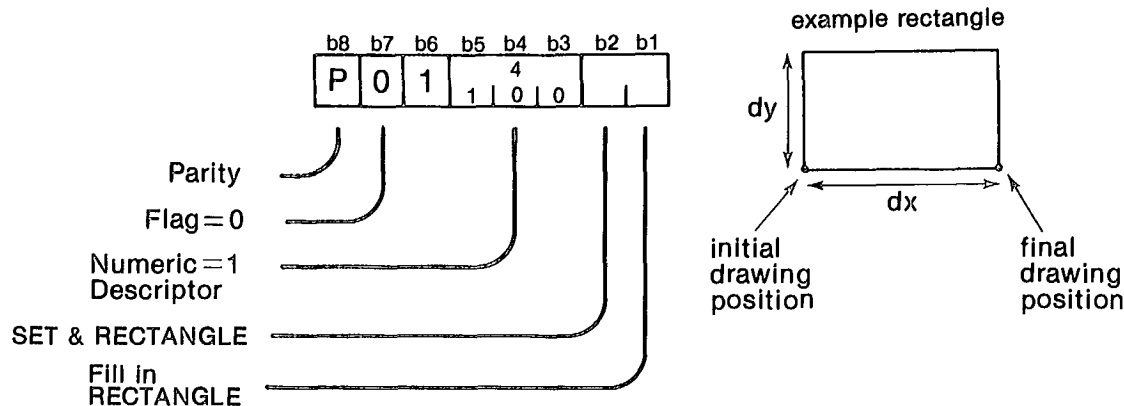 example rectangle
b8 b7 b6 b5 b4 b3 b2 b1
P 0 1 4
1 0 0
dy
dx
Parity
Flag=0
Numeric=1
Descriptor
SET & RECTANGLE
Fill in
RECTANGLE
initial
drawing
position
final
drawing
position